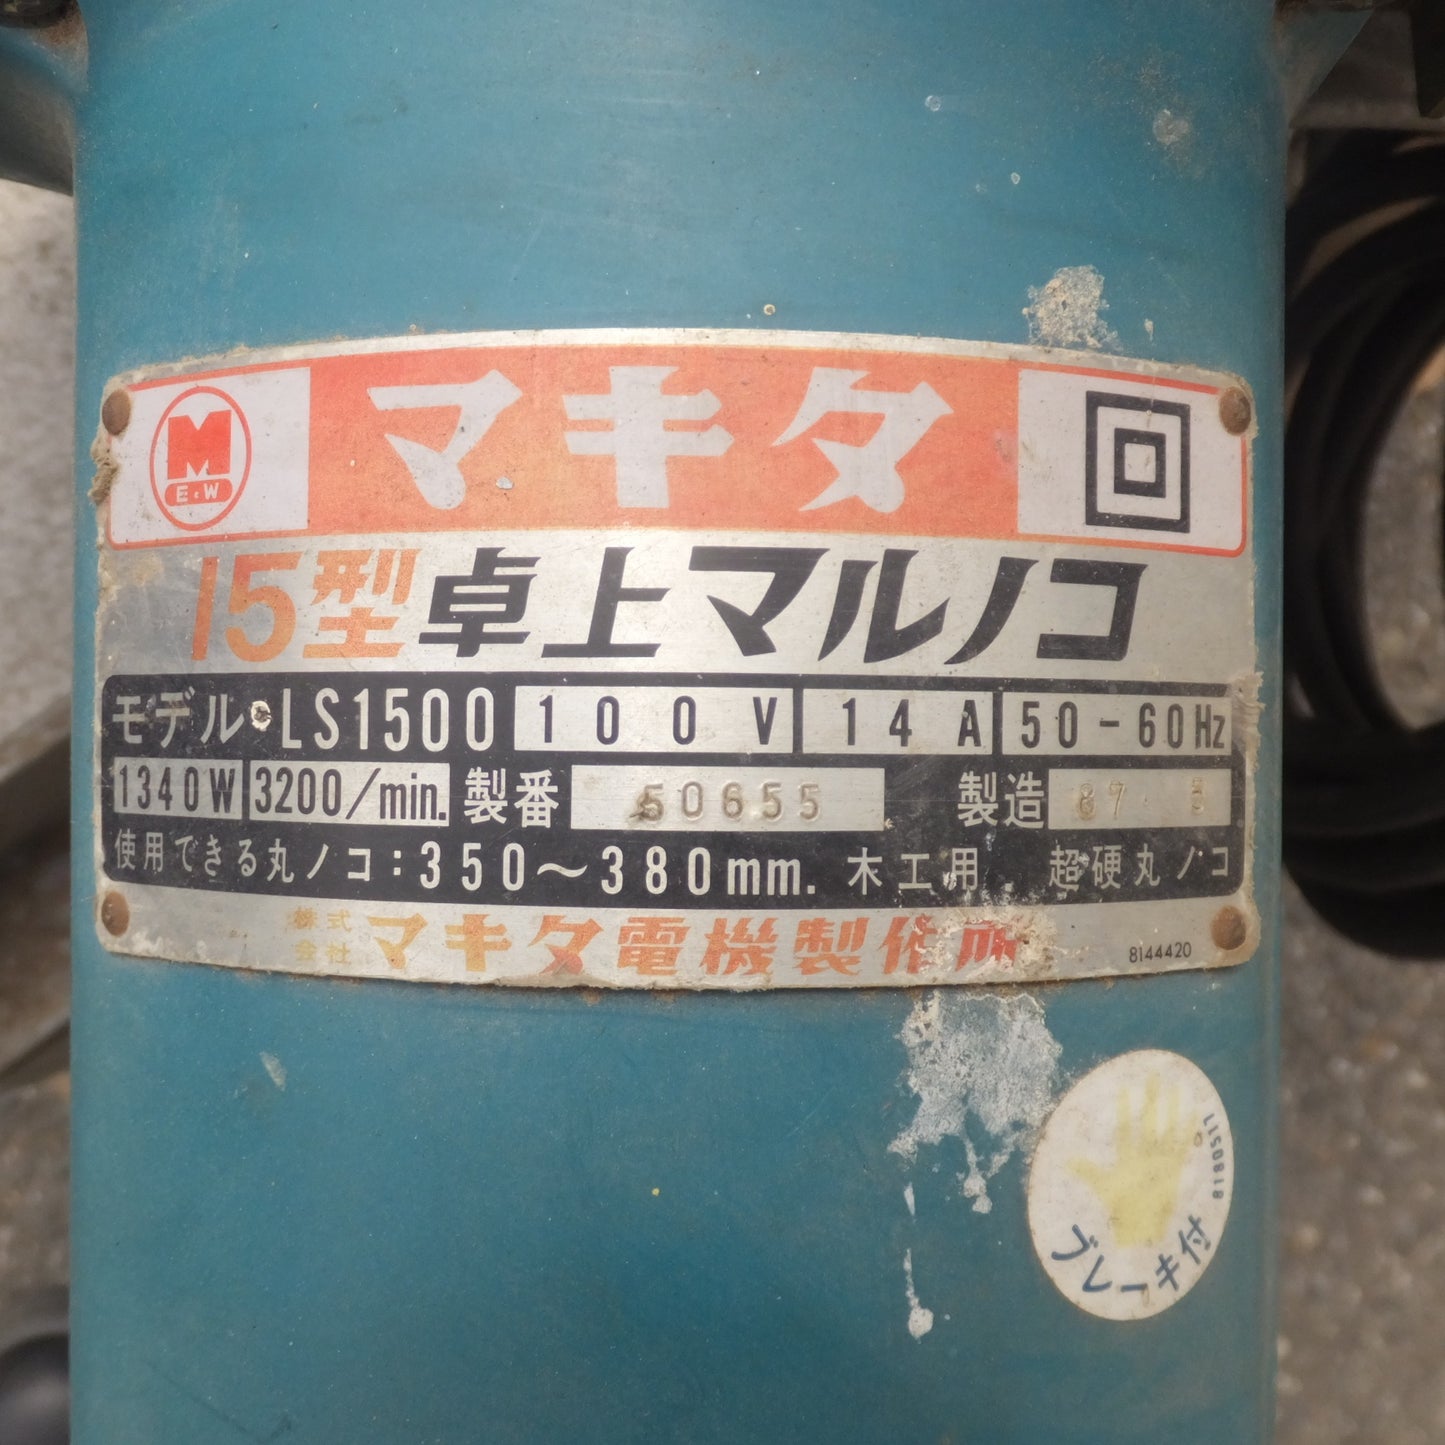 M
E.W
マキタ
15型卓上マルノコ
モデル・LS1500 100V 14A 50-60Hz
1340W 3200/min. 製番 50655 製造 87. 3
使用できる丸ノコ:350~380mm. 木工用 超硬丸ノコ
株式会社 マキタ電機製作所
8144420
8180511
ブレーキ付